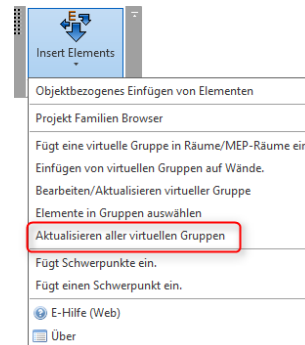 E
Insert Elements
Objektbezogenes Einfügen von Elementen
Projekt Familien Browser
Fügt eine virtuelle Gruppe in Räume/MEP-Räume ein
Einfügen von virtuellen Gruppen auf Wände.
Bearbeiten/Aktualisieren virtueller Gruppe
Elemente in Gruppen auswählen
Aktualisieren aller virtuellen Gruppen
Fügt Schwerpunkte ein.
Fügt einen Schwerpunkt ein.
E-Hilfe (Web)
Über